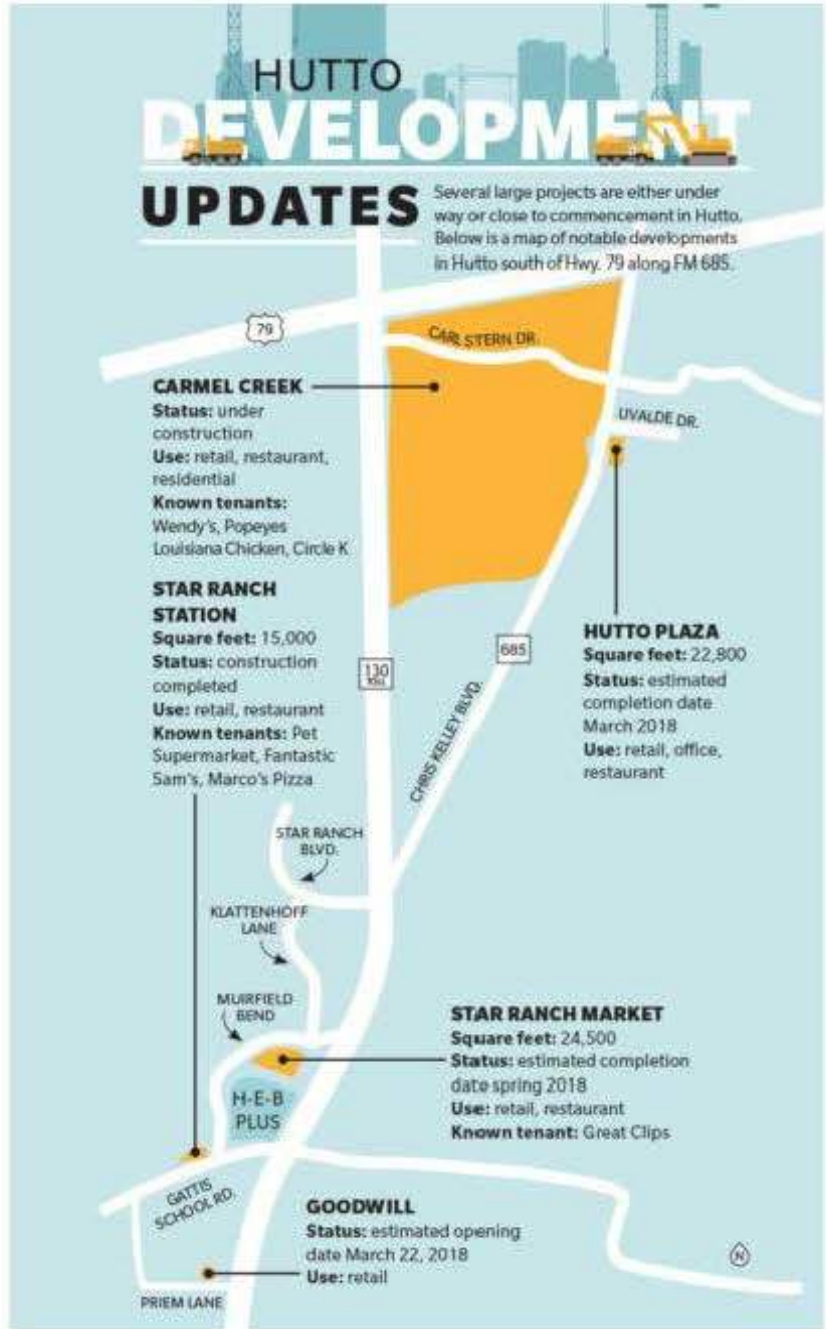 HUTTO
DEVELOPMENT
UPDATES
Several large projects are either under
way or close to commencement in Hutto.
Below is a map of notable developments
in Hutto south of Hwy. 79 along FM 685.
79
CARL STERN DR.
CARMEL CREEK
Status: under
construction
Use: retail, restaurant,
residential
Known tenants:
Wendy's, Popeyes
Louisiana Chicken, Circle K
UVALDE DR.
STAR RANCH
STATION
Square feet: 15,000
Status: construction
completed
Use: retail, restaurant
Known tenants: Pet
Supermarket, Fantastic
Sam's, Marco's Pizza
130
TOLL
685
CHRIS KELLEY BLVD.
HUTTO PLAZA
Square feet: 22,800
Status: estimated
completion date
March 2018
Use: retail, office,
restaurant
STAR RANCH
BLVD.
KLATTENHOFF
LANE
MUIRFIELD
BEND
STAR RANCH MARKET
Square feet: 24,500
Status: estimated completion
date spring 2018
Use: retail, restaurant
Known tenant: Great Clips
H-E-B
PLUS
GATTIS
SCHOOL RD.
GOODWILL
Status: estimated opening
date March 22, 2018
Use: retail
N
PRIEM LANE